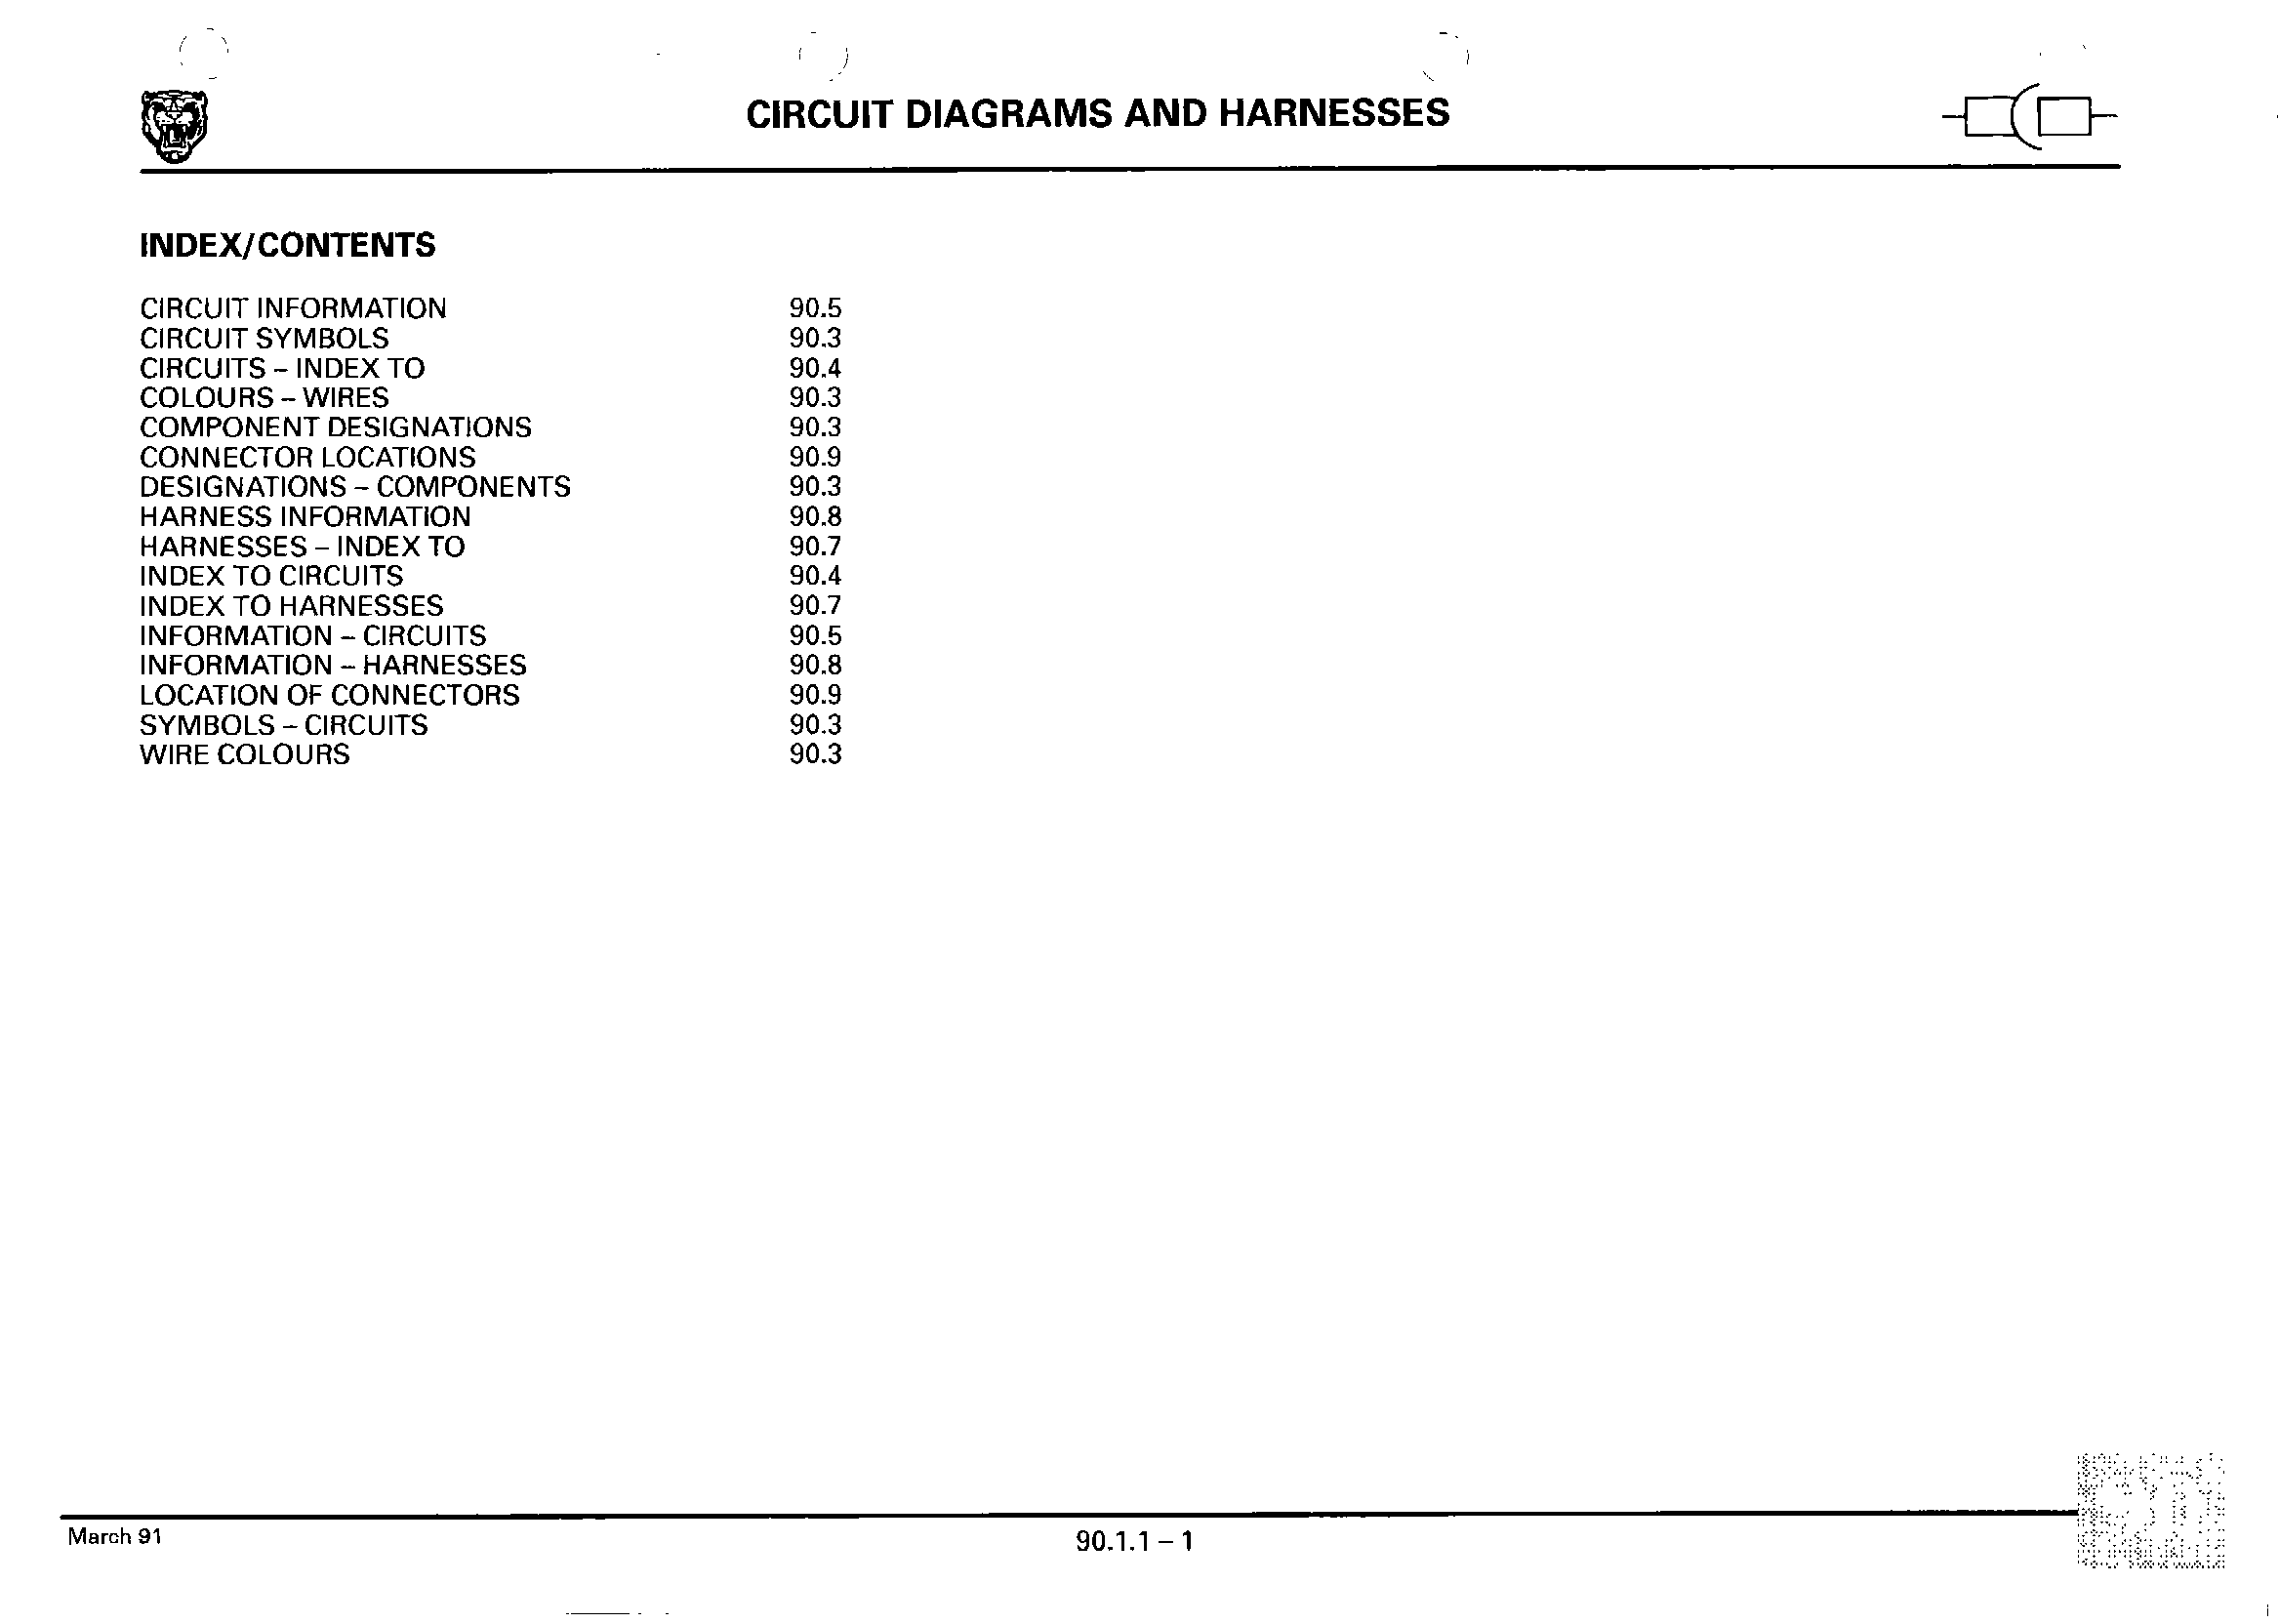 CIRCUIT DIAGRAMS AND HARNESSES
INDEX/CONTENTS
CIRCUIT INFORMATION 90.5
CIRCUIT SYMBOLS 90.3
CIRCUITS – INDEX TO 90.4
COLOURS – WIRES 90.3
COMPONENT DESIGNATIONS 90.3
CONNECTOR LOCATIONS 90.9
DESIGNATIONS – COMPONENTS 90.3
HARNESS INFORMATION 90.8
HARNESSES – INDEX TO 90.7
INDEX TO CIRCUITS 90.4
INDEX TO HARNESSES 90.7
INFORMATION – CIRCUITS 90.5
INFORMATION – HARNESSES 90.8
LOCATION OF CONNECTORS 90.9
SYMBOLS – CIRCUITS 90.3
WIRE COLOURS 90.3
March 91
90.1.1 – 1